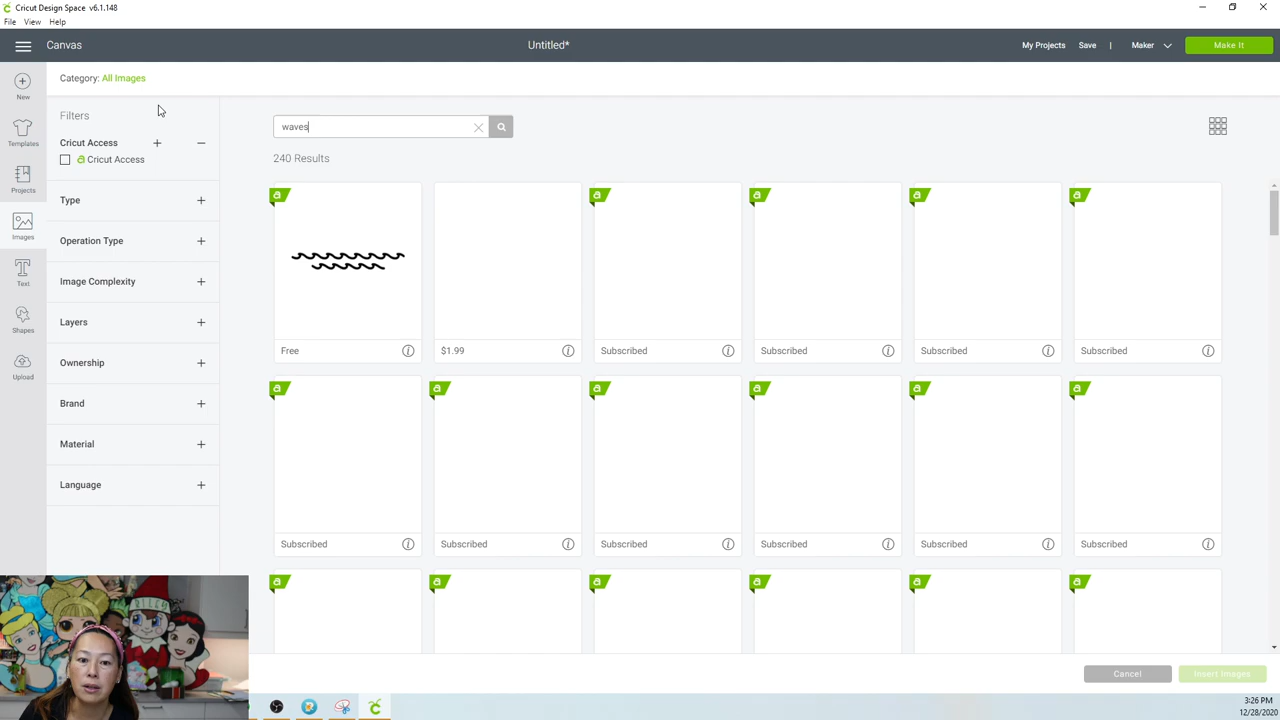 Cricut Design Space v6.1.148
File View Help
Canvas
Untitled*
My Projects Save | Maker Make It
New
Templates
Projects
Images
Text
Shapes
Upload
Category: All Images
Filters
Cricut Access
Cricut Access
Type
Operation Type
Image Complexity
Layers
Ownership
Brand
Material
Language
waves
240 Results
Free $1.99 Subscribed Subscribed Subscribed Subscribed
Subscribed Subscribed Subscribed Subscribed Subscribed Subscribed
Cancel Insert Images
3:26 PM
12/28/2020